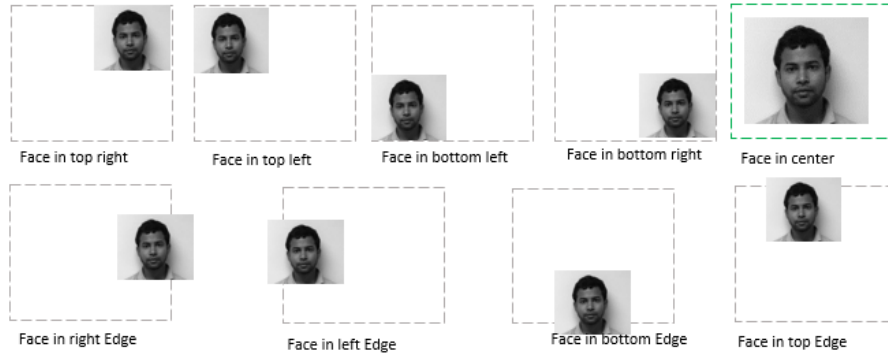 Face in top right
Face in top left
Face in bottom left
Face in bottom right
Face in center
Face in right Edge
Face in left Edge
Face in bottom Edge
Face in top Edge